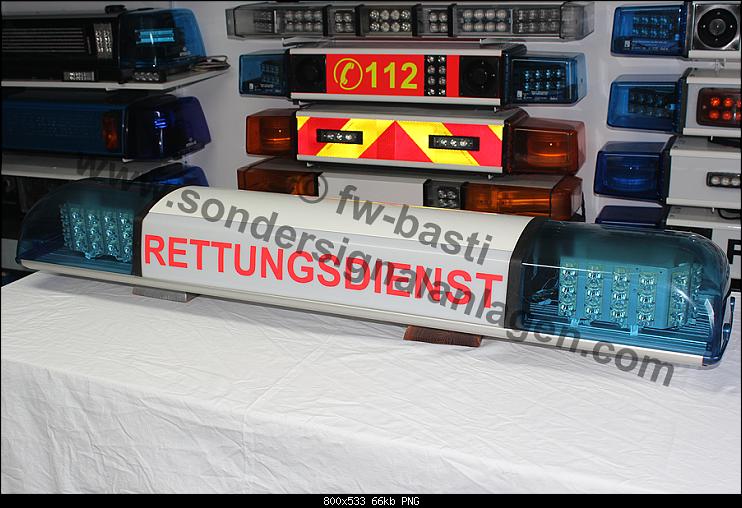 112
© fw-basti
www.sondersignalanlagen.com
RETTUNGSDIENST
800x533 66kb PNG